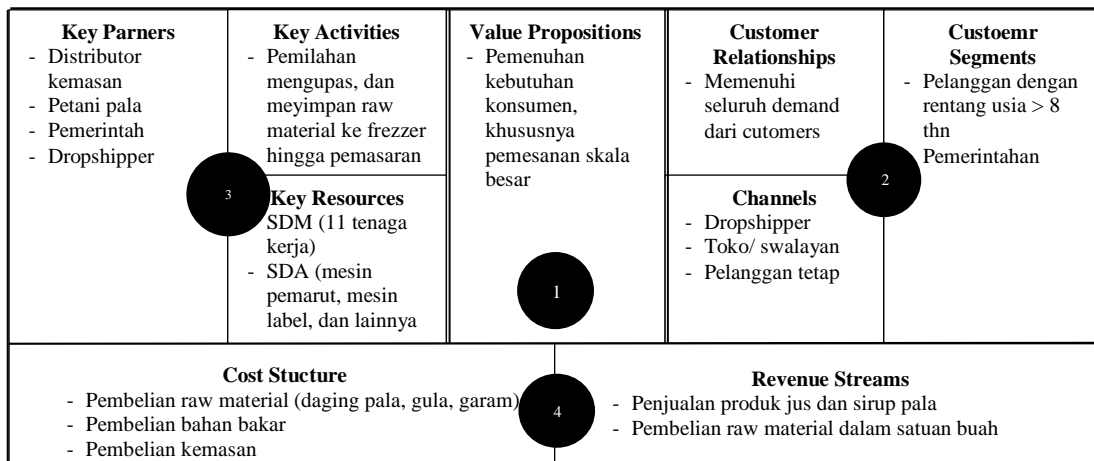 Key Parners
- Distributor
kemasan
- Petani pala
- Pemerintah
- Dropshipper
Key Activities
- Pemilahan
mengupas, dan
meyimpan raw
material ke frezzer
hingga pemasaran
3
Key Resources
SDM (11 tenaga
kerja)
- SDA (mesin
pemarut, mesin
label, dan lainnya
Value Propositions
- Pemenuhan
kebutuhan
konsumen,
khususnya
pemesanan skala
besar
1
Customer
Relationships
- Memenuhi
seluruh demand
dari cutomers
Channels
- Dropshipper
- Toko/ swalayan
- Pelanggan tetap
2
Custoemr
Segments
- Pelanggan dengan
rentang usia > 8
thn
Pemerintahan
Cost Stucture
- Pembelian raw material (daging pala, gula, garam)
- Pembelian bahan bakar
- Pembelian kemasan
4
Revenue Streams
- Penjualan produk jus dan sirup pala
- Pembelian raw material dalam satuan buah